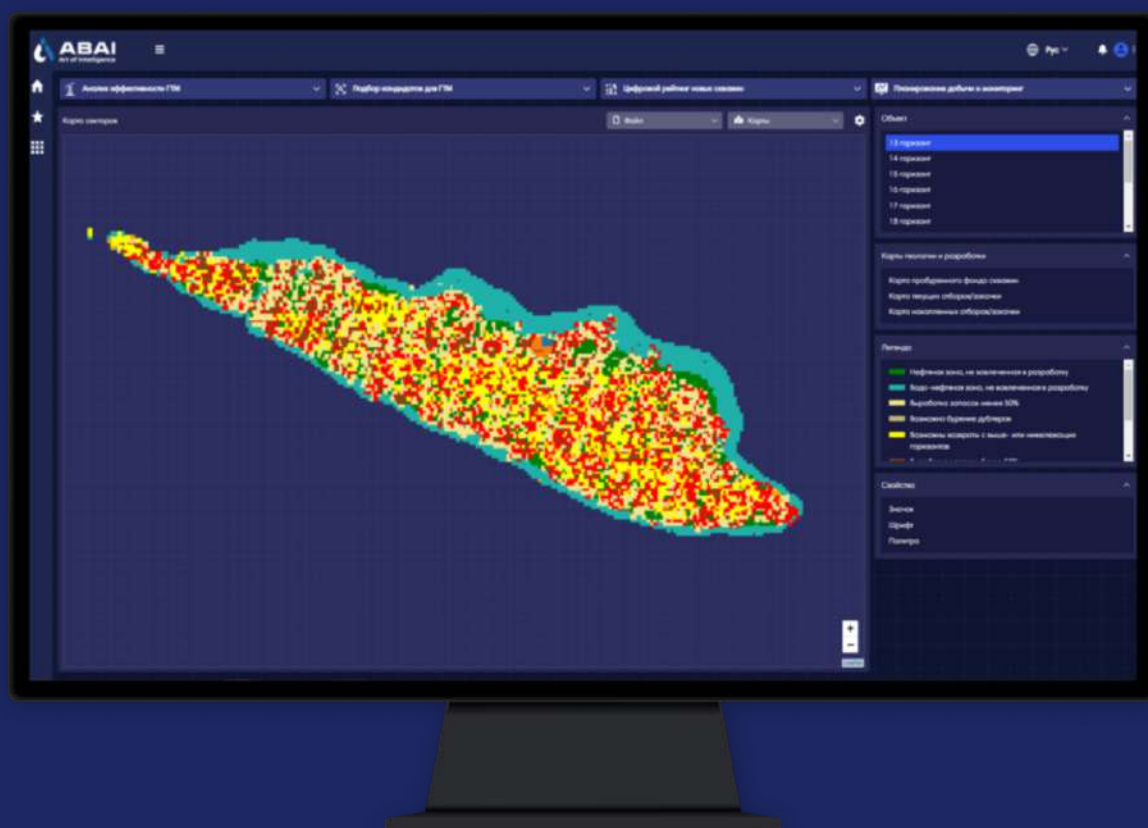 ABAI
Art of Intelligence
Рус
Анализ эффективности ГТМ
Подбор кандидатов для ГТМ
Цифровой рейтинг новых скважин
Планирование добычи и мониторинг
Карта секторов
Файл
Карты
Объект
13 горизонт
14 горизонт
15 горизонт
16 горизонт
17 горизонт
18 горизонт
Карты геологии и разработки
Карта пробуренного фонда скважин
Карта текущих отборов/закачки
Карта накопленных отборов/закачки
Легенда
Нефтяная зона, не вовлеченная в разработку
Водо-нефтяная зона, не вовлеченная в разработку
Выработка запасов менее 50%
Возможно бурение дублеров
Возможны возвраты с выше- или нижележащих
горизонтов
Свойства
Значок
Шрифт
Палитра
+
−